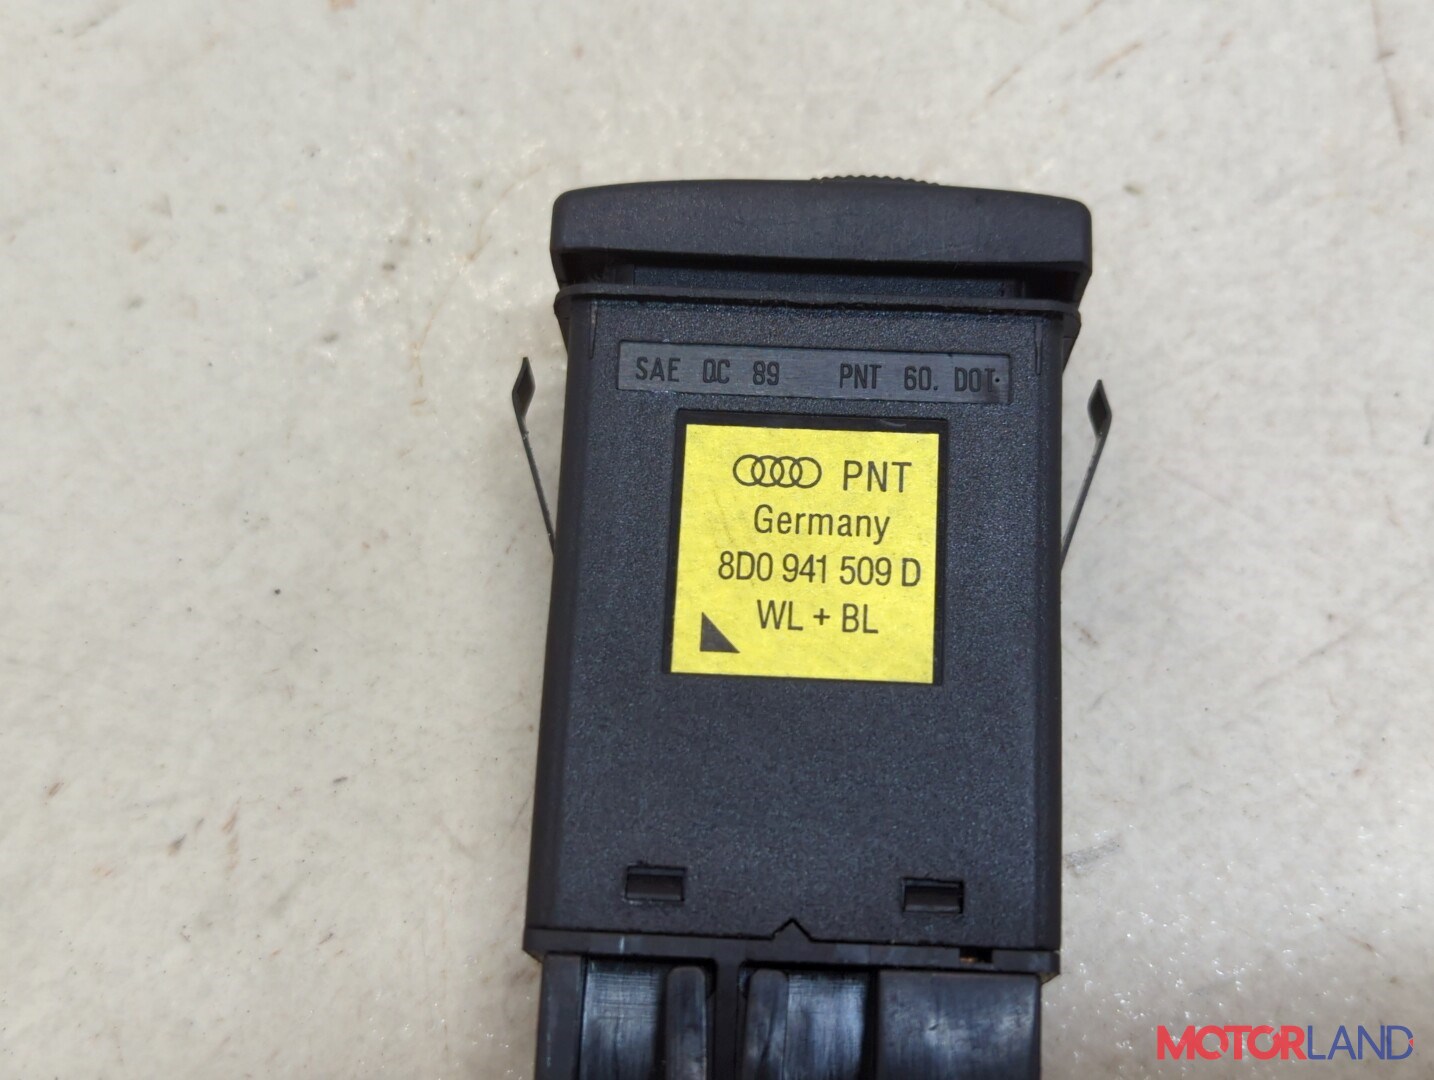 SAE QC 89 PNT 60. DOT
PNT
Germany
8D0 941 509 D
WL + BL
MOTORLAND